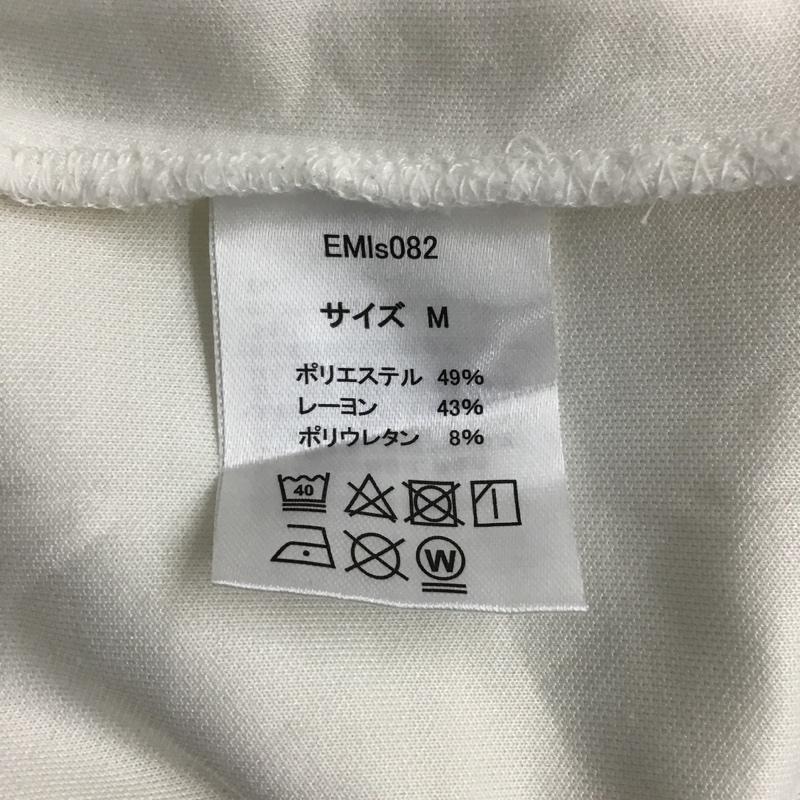 EMIs082
サイズ M
ポリエステル 49%
レーヨン 43%
ポリウレタン 8%
40
W